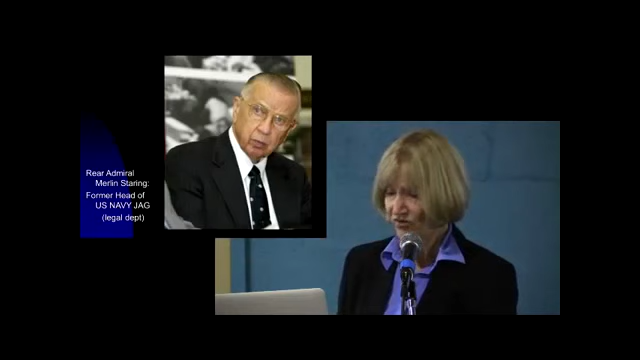 Rear Admiral
Merlin Staring:
Former Head of
US NAVY JAG
(legal dept)